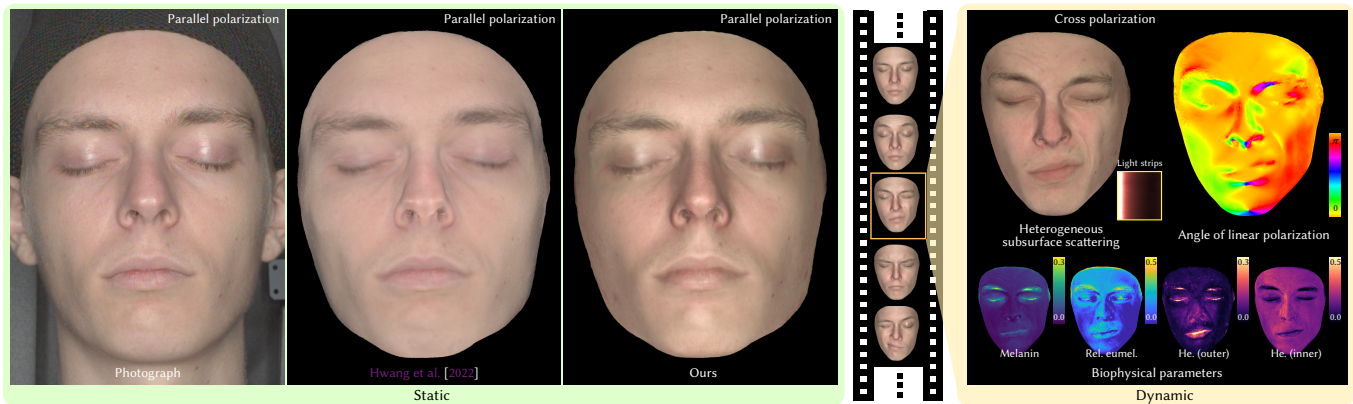 Parallel polarization
Parallel polarization
Parallel polarization
Photograph
Hwang et al. [2022]
Ours
Static
Cross polarization
Light strips
Heterogeneous
subsurface scattering
π
0
Angle of linear polarization
0.3
0.0
Melanin
0.5
0.0
Rel. eumel.
0.3
0.0
He. (outer)
0.5
0.0
He. (inner)
Biophysical parameters
Dynamic